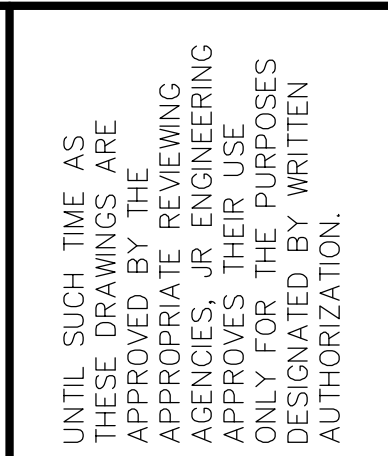 UNTIL SUCH TIME AS
THESE DRAWINGS ARE
APPROVED BY THE
APPROPRIATE REVIEWING
AGENCIES, JR ENGINEERING
APPROVES THEIR USE
ONLY FOR THE PURPOSES
DESIGNATED BY WRITTEN
AUTHORIZATION.